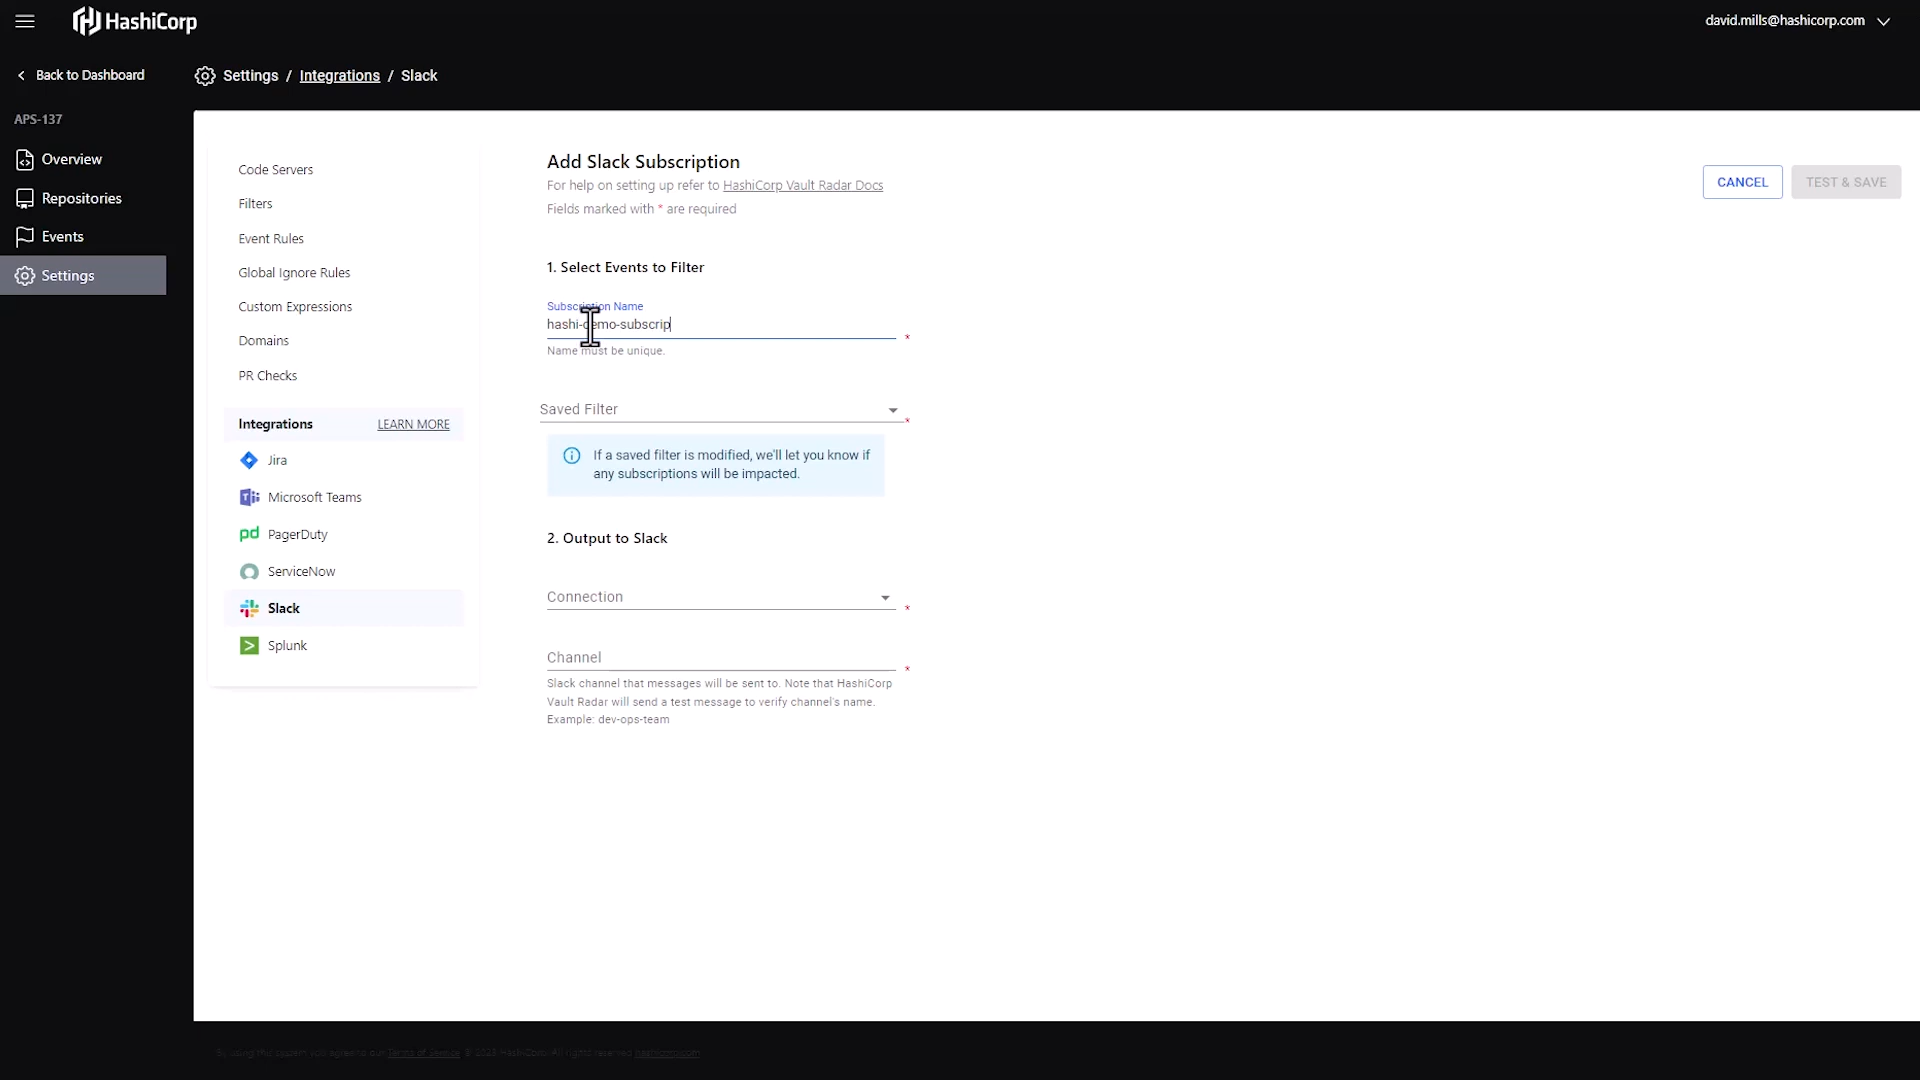 HashiCorp
david.mills@hashicorp.com
Back to Dashboard
Settings / Integrations / Slack
APS-137
Overview
Repositories
Events
Settings
Code Servers
Filters
Event Rules
Global Ignore Rules
Custom Expressions
Domains
PR Checks
Integrations LEARN MORE
Jira
Microsoft Teams
PagerDuty
ServiceNow
Slack
Splunk
Add Slack Subscription
For help on setting up refer to HashiCorp Vault Radar Docs
Fields marked with * are required
CANCEL
TEST & SAVE
1. Select Events to Filter
Subscription Name
hashi-demo-subscrip
*
Name must be unique.
Saved Filter
*
If a saved filter is modified, we'll let you know if
any subscriptions will be impacted.
2. Output to Slack
Connection
*
Channel
*
Slack channel that messages will be sent to. Note that HashiCorp
Vault Radar will send a test message to verify channel's name.
Example: dev-ops-team
By using this system you agree to our Terms of Service © 2023 HashiCorp All rights reserved hashicorp.com